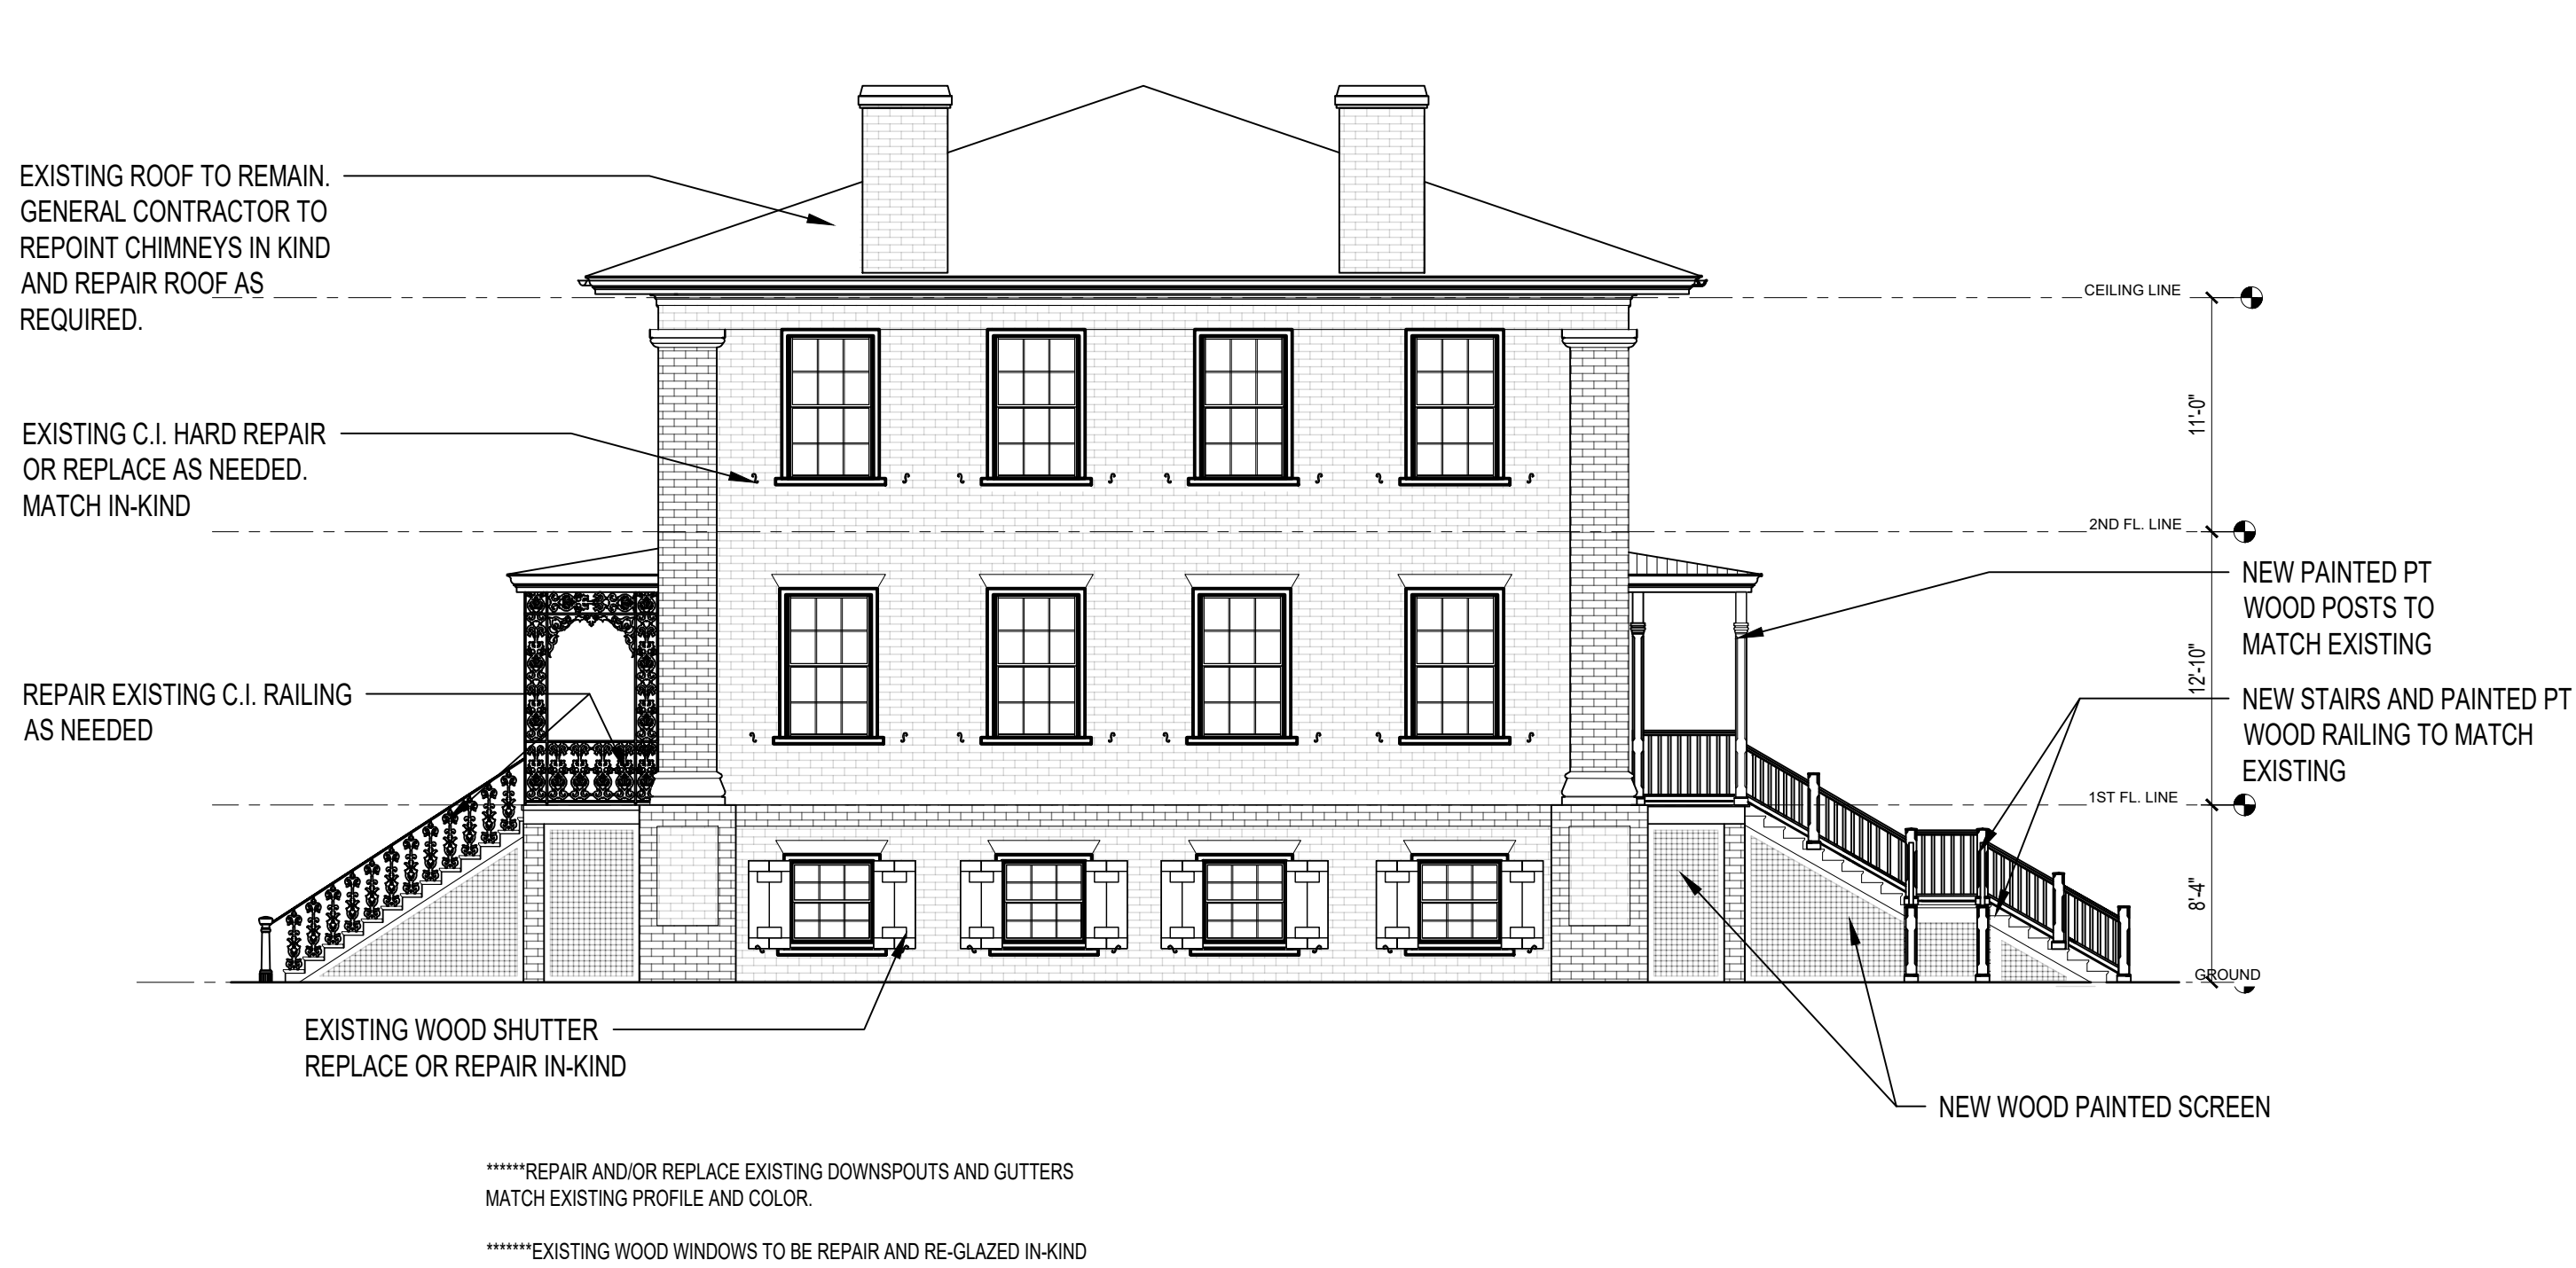 EXISTING ROOF TO REMAIN.
GENERAL CONTRACTOR TO
REPOINT CHIMNEYS IN KIND
AND REPAIR ROOF AS
REQUIRED.
EXISTING C.I. HARD REPAIR
OR REPLACE AS NEEDED.
MATCH IN-KIND
REPAIR EXISTING C.I. RAILING
AS NEEDED
EXISTING WOOD SHUTTER
REPLACE OR REPAIR IN-KIND
CEILING LINE
11'-0"
2ND FL. LINE
12'-10"
1ST FL. LINE
8'-4"
GROUND
NEW PAINTED PT
WOOD POSTS TO
MATCH EXISTING
NEW STAIRS AND PAINTED PT
WOOD RAILING TO MATCH
EXISTING
NEW WOOD PAINTED SCREEN
******REPAIR AND/OR REPLACE EXISTING DOWNSPOUTS AND GUTTERS
MATCH EXISTING PROFILE AND COLOR.
*******EXISTING WOOD WINDOWS TO BE REPAIR AND RE-GLAZED IN-KIND